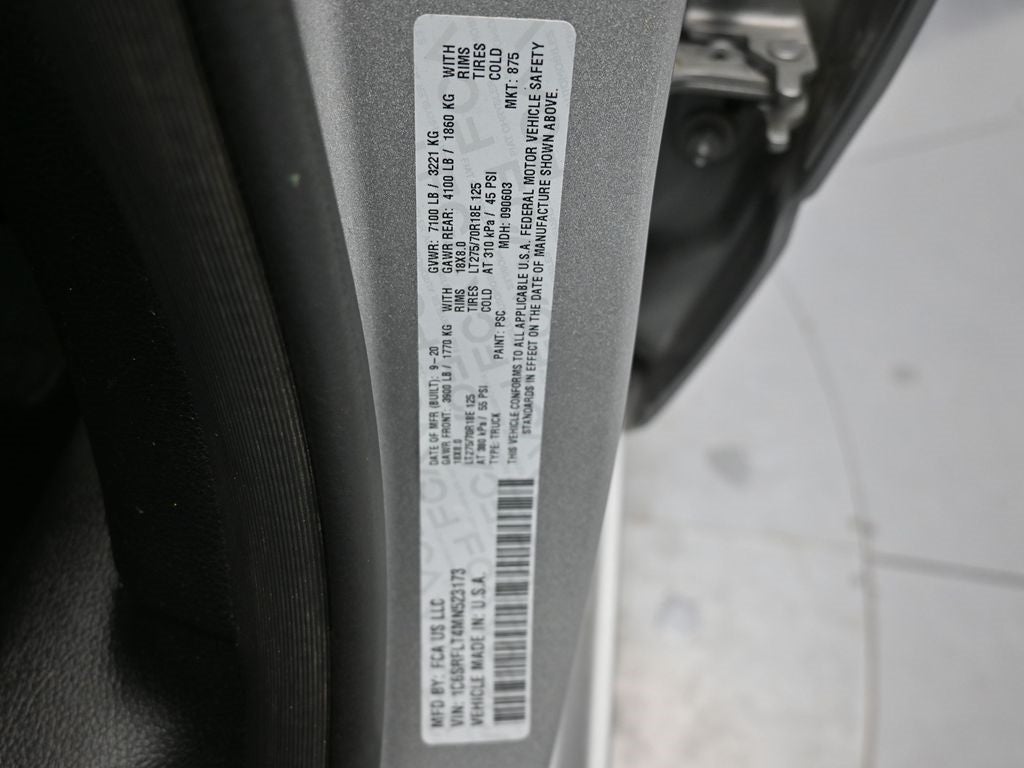 MFD BY: FCA US LLC
VIN: 1C6SRFLT4MN523173
VEHICLE MADE IN: U.S.A.
DATE OF MFR (BUILT): 9-20
GAWR FRONT: 3900 LB / 1770 KG WITH
18X8.0 RIMS
LT275/70R18E 125 TIRES
AT 380 kPa / 55 PSI COLD
TYPE: TRUCK PAINT: PSC
GVWR: 7100 LB / 3221 KG
GAWR REAR: 4100 LB / 1860 KG WITH
18X8.0 RIMS
LT275/70R18E 125 TIRES
AT 310 kPa / 45 PSI COLD
MDH: 090603 MKT: 875
THIS VEHICLE CONFORMS TO ALL APPLICABLE U.S.A. FEDERAL MOTOR VEHICLE SAFETY
STANDARDS IN EFFECT ON THE DATE OF MANUFACTURE SHOWN ABOVE.